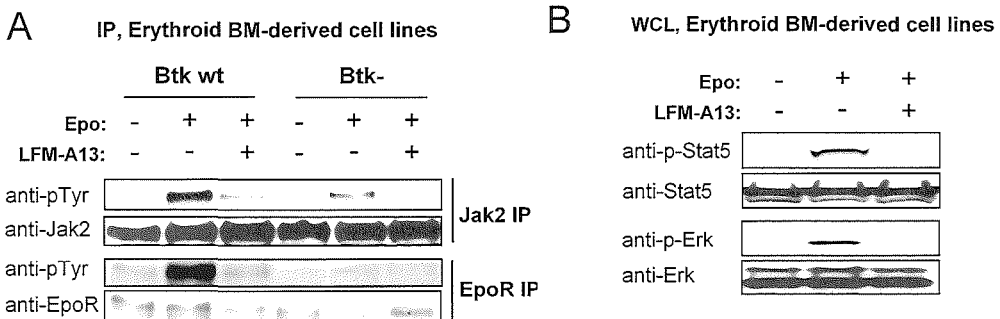 A
IP, Erythroid BM-derived cell lines
Btk wt Btk-
Epo: - + + - + +
LFM-A13: - - + - - +
anti-pTyr
anti-Jak2
Jak2 IP
anti-pTyr
anti-EpoR
EpoR IP
B
WCL, Erythroid BM-derived cell lines
Epo: - + +
LFM-A13: - - +
anti-p-Stat5
anti-Stat5
anti-p-Erk
anti-Erk